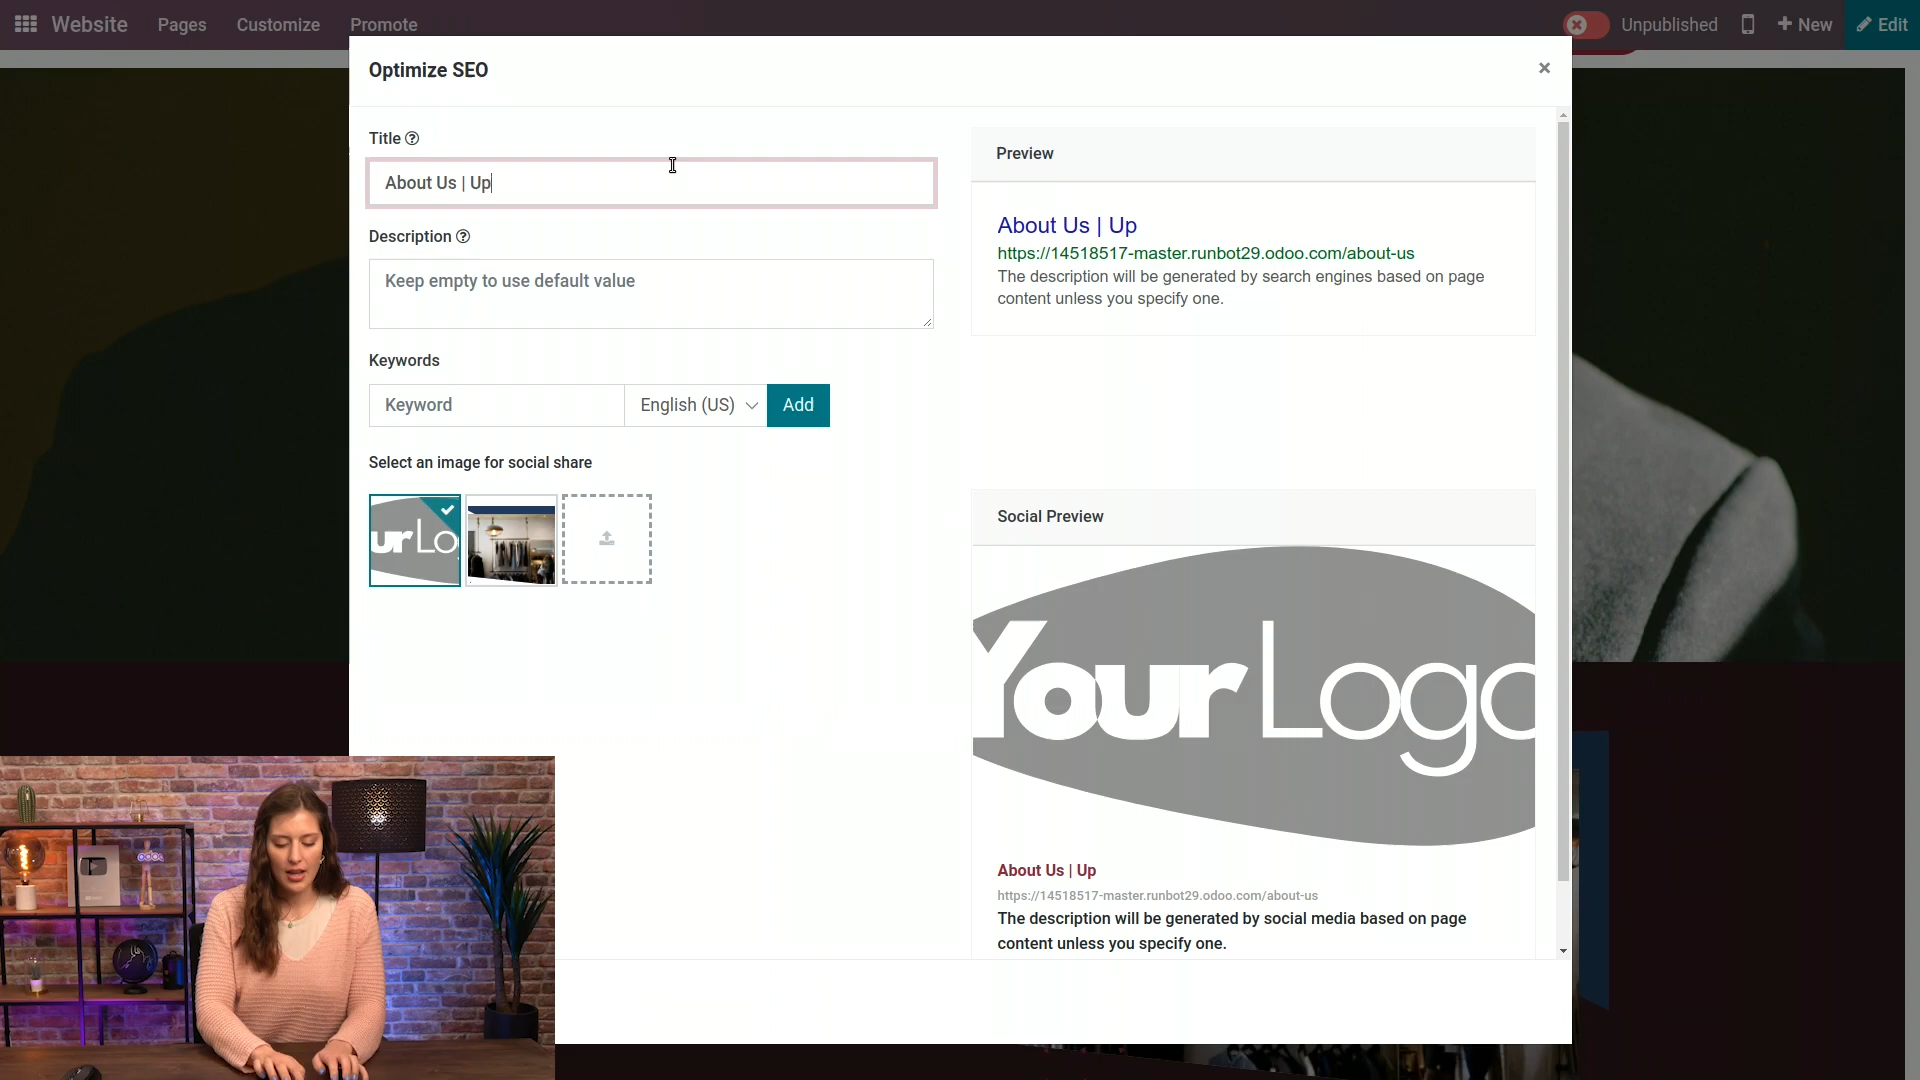 Website
Pages
Customize
Promote
Unpublished
New
Edit
Optimize SEO
×
Title
About Us | Up
Description
Keep empty to use default value
Keywords
Keyword
English (US)
Add
Select an image for social share
ur Lo
Preview
About Us | Up
https://14518517-master.runbot29.odoo.com/about-us
The description will be generated by search engines based on page
content unless you specify one.
Social Preview
YourLogo
About Us | Up
https://14518517-master.runbot29.odoo.com/about-us
The description will be generated by social media based on page
content unless you specify one.
odoo